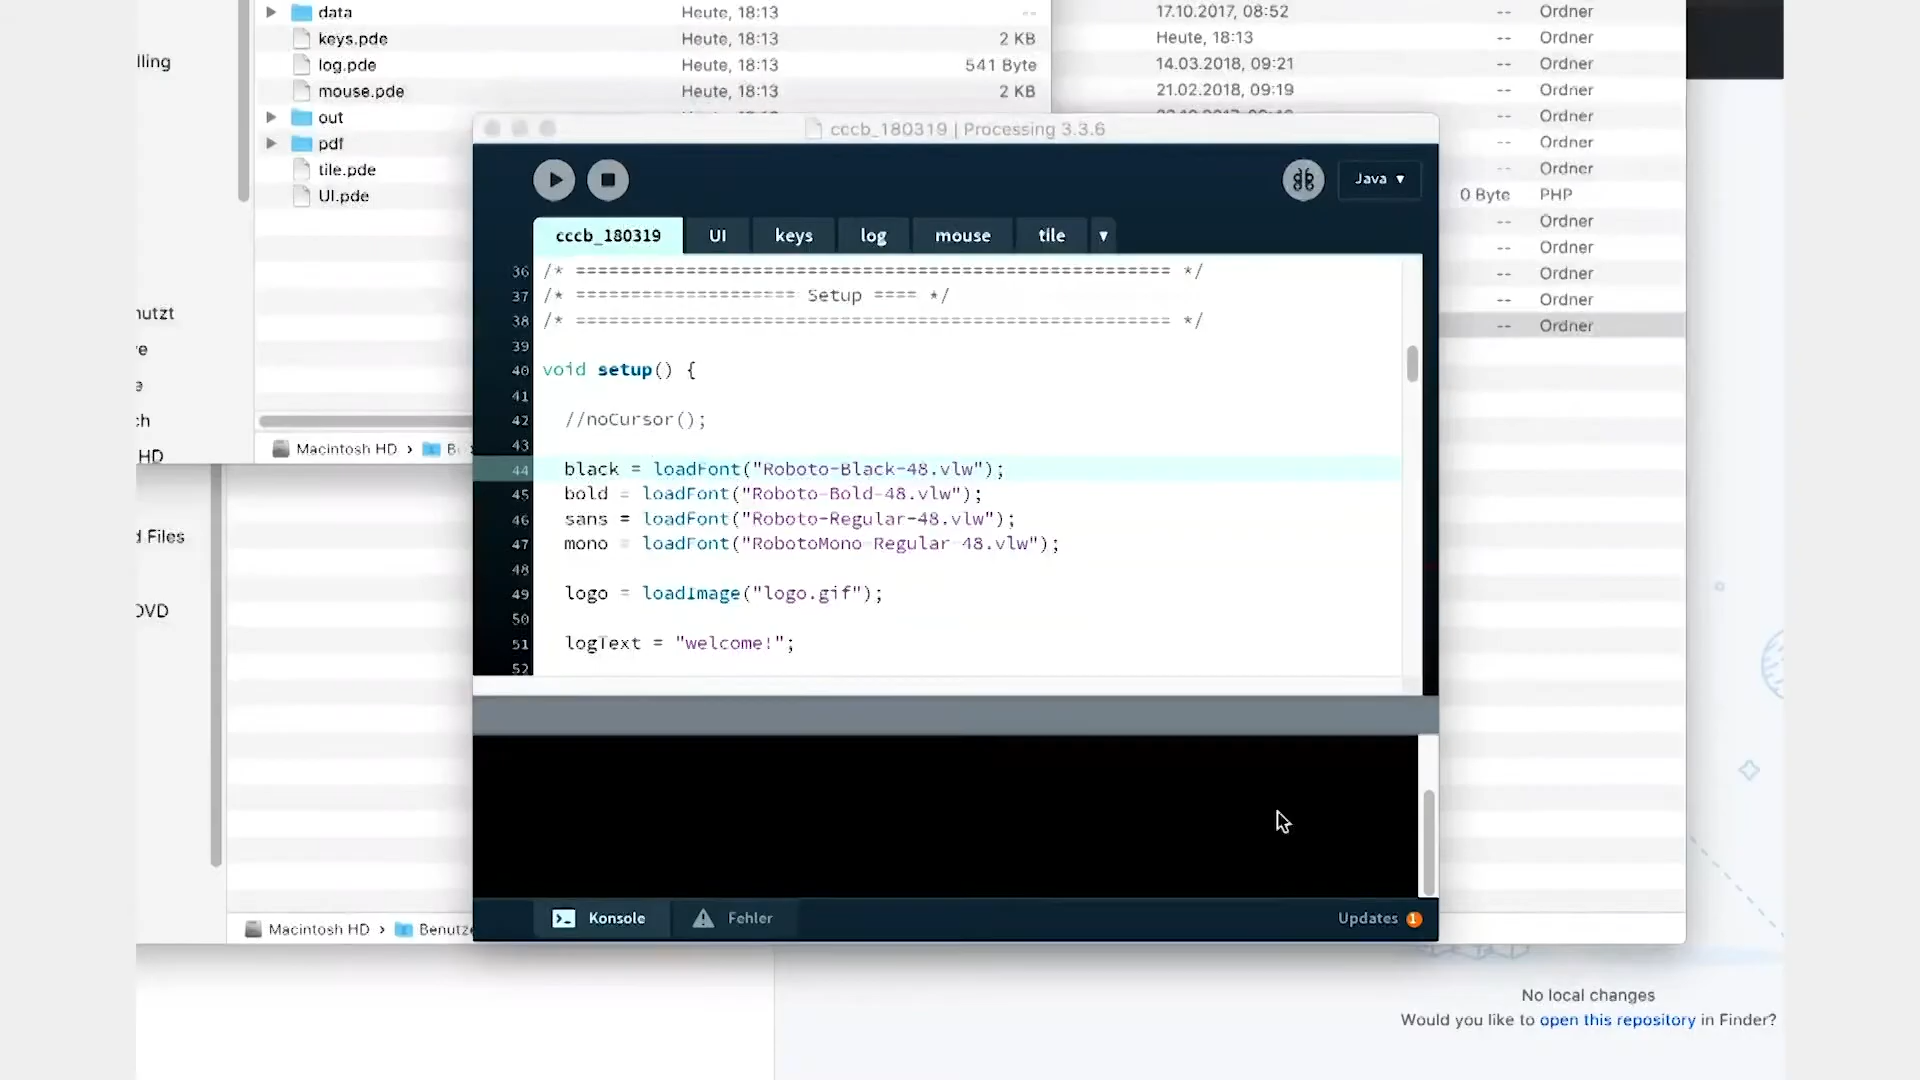 data Heute, 18:13 --
keys.pde Heute, 18:13 2 KB
log.pde Heute, 18:13 541 Byte
mouse.pde Heute, 18:13 2 KB
out
pdf
tile.pde
UI.pde
17.10.2017, 08:52 -- Ordner
Heute, 18:13 -- Ordner
14.03.2018, 09:21 -- Ordner
21.02.2018, 09:19 -- Ordner
-- Ordner
-- Ordner
-- Ordner
0 Byte PHP
-- Ordner
-- Ordner
-- Ordner
-- Ordner
-- Ordner
lling
nutzt
ch
HD
Macintosh HD › B
d Files
DVD
Macintosh HD › Benutze
cccb_180319 | Processing 3.3.6
Java ▾
cccb_180319 UI keys log mouse tile ▾
36 /* ====================================================== */
37 /* ==================== Setup ==== */
38 /* ====================================================== */
39
40 void setup() {
41
42 //noCursor();
43
44 black = loadFont("Roboto-Black-48.vlw");
45 bold = loadFont("Roboto-Bold-48.vlw");
46 sans = loadFont("Roboto-Regular-48.vlw");
47 mono = loadFont("RobotoMono-Regular-48.vlw");
48
49 logo = loadImage("logo.gif");
50
51 logText = "welcome!";
52
Konsole Fehler Updates 1
No local changes
Would you like to open this repository in Finder?